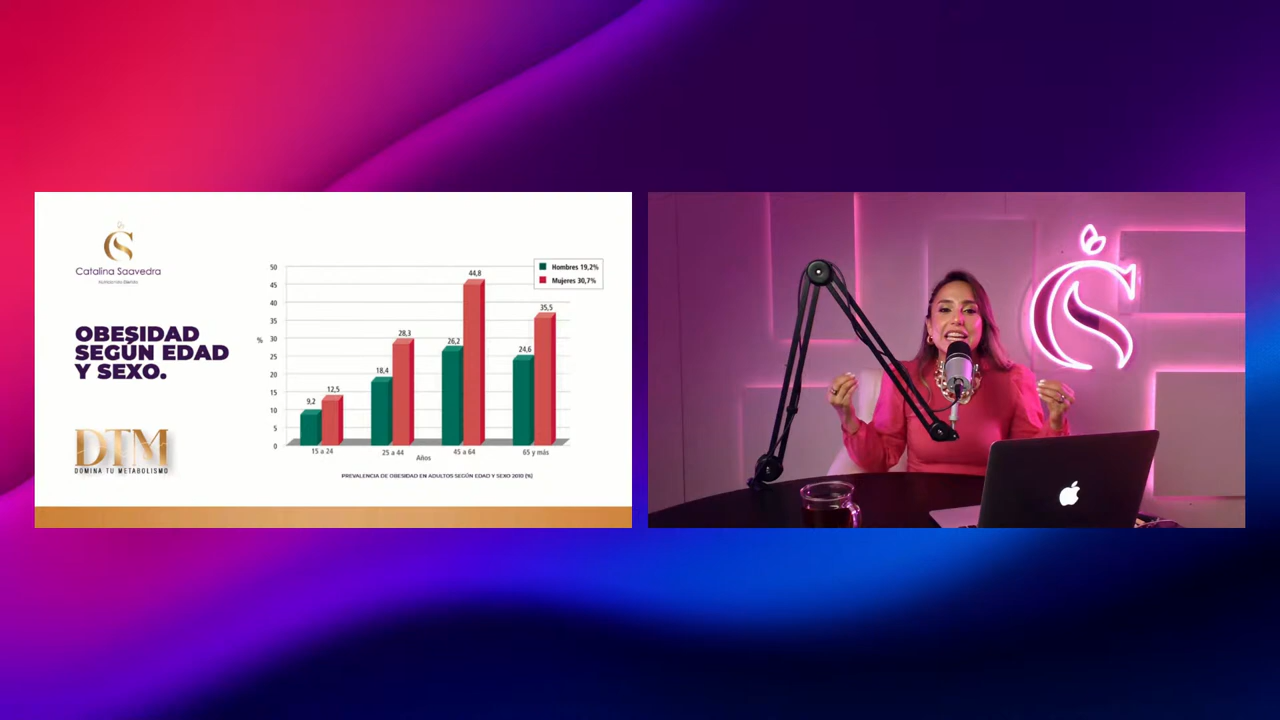 Catalina Saavedra
OBESIDAD
SEGÚN EDAD
Y SEXO.
DTM
DOMINA TU METABOLISMO
Hombres 19,2%
Mujeres 30,7%
%
50
45
40
35
30
25
20
15
10
5
0
9,2
12,5
18,4
28,3
26,2
44,8
24,6
35,5
15 a 24
25 a 44
45 a 64
65 y más
Años
PREVALENCIA DE OBESIDAD EN ADULTOS SEGÚN EDAD Y SEXO 2010 (%)
CS